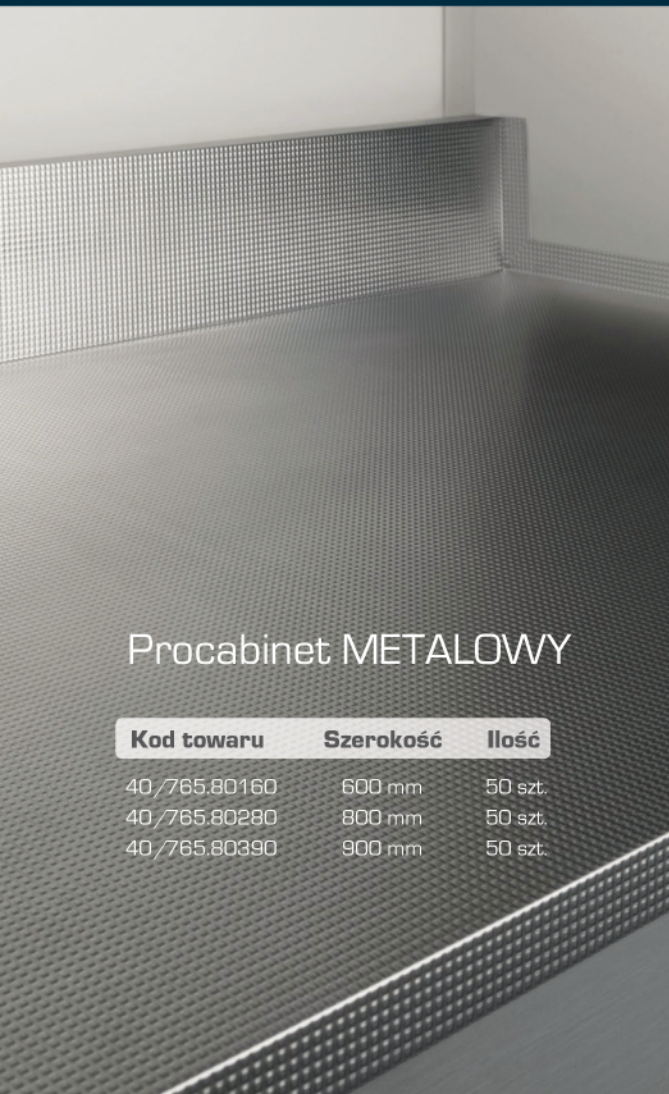 Procabinet METALOWY
Kod towaru Szerokość Ilość
40/765.80160 600 mm 50 szt.
40/765.80280 800 mm 50 szt.
40/765.80390 900 mm 50 szt.